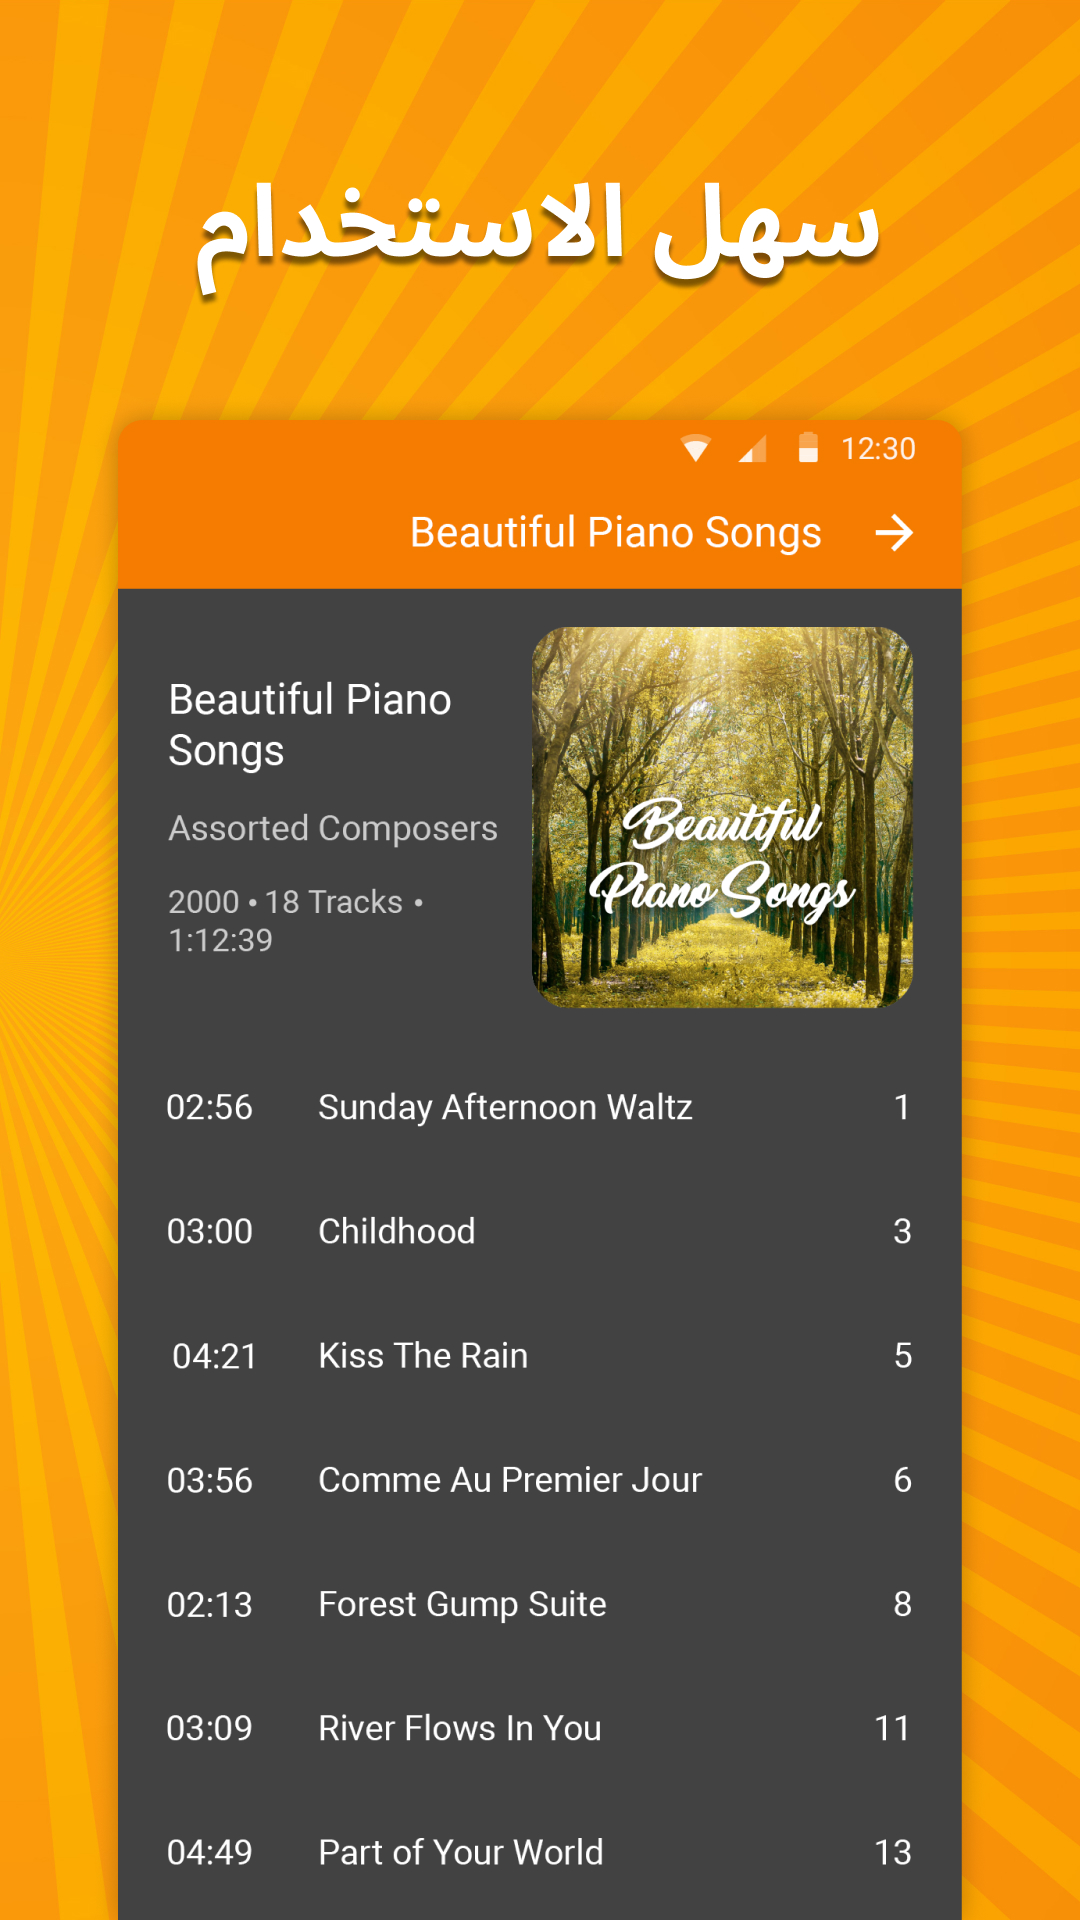 سهل الاستخدام
12:30
Beautiful Piano Songs
Beautiful Piano
Songs
Assorted Composers
2000 • 18 Tracks •
1:12:39
Beautiful
Piano Songs
02:56 Sunday Afternoon Waltz 1
03:00 Childhood 3
04:21 Kiss The Rain 5
03:56 Comme Au Premier Jour 6
02:13 Forest Gump Suite 8
03:09 River Flows In You 11
04:49 Part of Your World 13